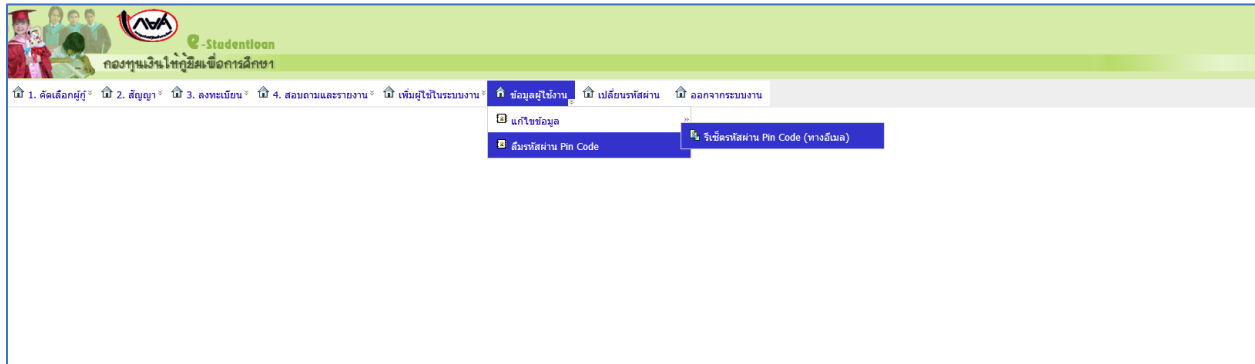 กยศ
e-Studentloan
กองทุนเงินให้กู้ยืมเพื่อการศึกษา
1. คัดเลือกผู้กู้ 2. สัญญา 3. ลงทะเบียน 4. สอบถามและรายงาน เพิ่มผู้ใช้ในระบบงาน ข้อมูลผู้ใช้งาน เปลี่ยนรหัสผ่าน ออกจากระบบงาน
แก้ไขข้อมูล
ลืมรหัสผ่าน Pin Code
รีเซ็ตรหัสผ่าน Pin Code (ทางอีเมล)